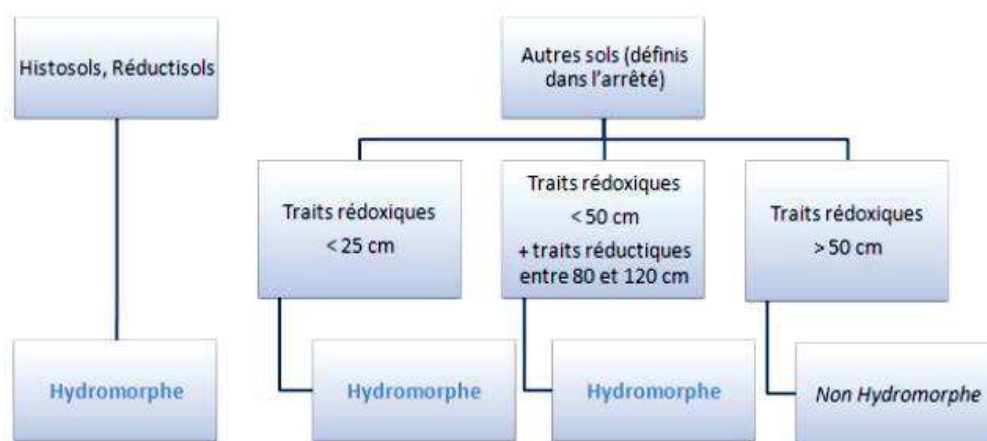 Histosols, Réductisols
Autres sols (définis
dans l'arrêté)
Traits rédoxiques
< 25 cm
Traits rédoxiques
< 50 cm
+ traits réductiques
entre 80 et 120 cm
Traits rédoxiques
> 50 cm
Hydromorphe
Hydromorphe
Hydromorphe
Non Hydromorphe